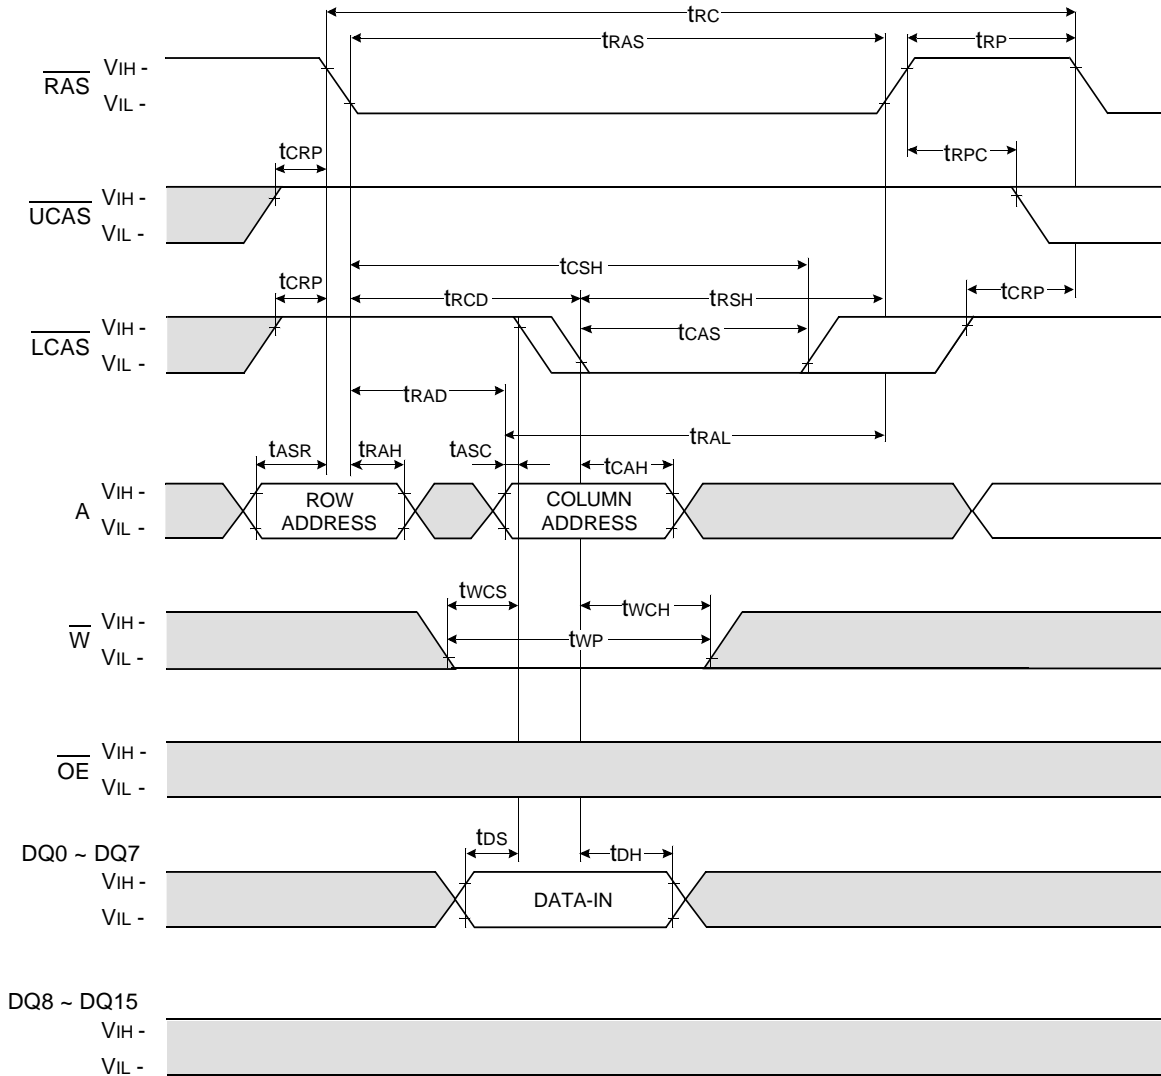 tRC
tRAS
tRP
RAS
VIH -
VIL -
tCRP
tRPC
UCAS
VIH -
VIL -
tCSH
tCRP
tRCD
tRSH
tCRP
LCAS
VIH -
VIL -
tCAS
tRAD
tRAL
tASR
tRAH
tASC
tCAH
A
VIH -
VIL -
ROW
ADDRESS
COLUMN
ADDRESS
tWCS
tWCH
tWP
W
VIH -
VIL -
OE
VIH -
VIL -
tDS
tDH
DQ0 ~ DQ7
VIH -
VIL -
DATA-IN
DQ8 ~ DQ15
VIH -
VIL -